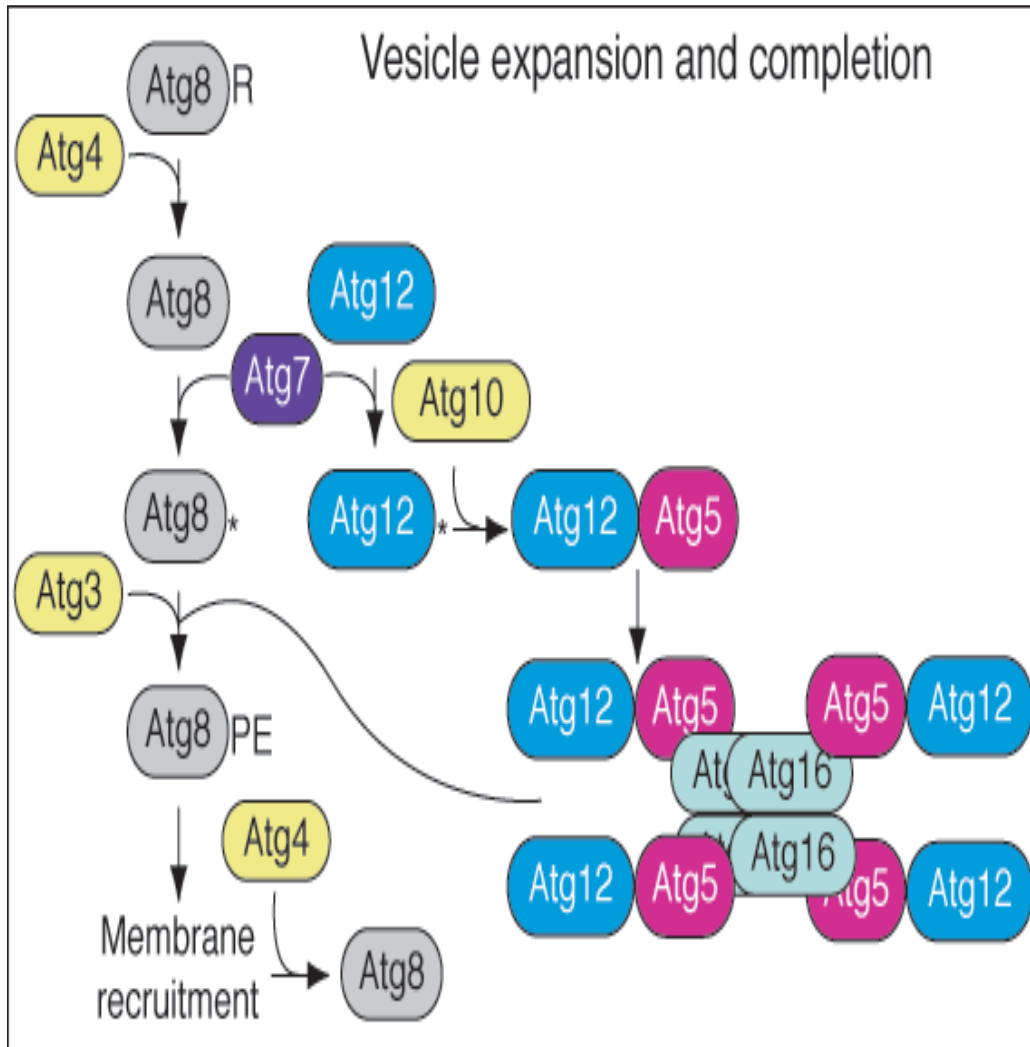 Vesicle expansion and completion
Atg8 R
Atg4
Atg8
Atg12
Atg7
Atg10
Atg8 *
Atg12 *
Atg12 Atg5
Atg3
Atg12 Atg5
Atg5 Atg12
Atg8 PE
Atg16
Atg4
Atg16
Atg12 Atg5
Atg5 Atg12
Membrane
recruitment
Atg8